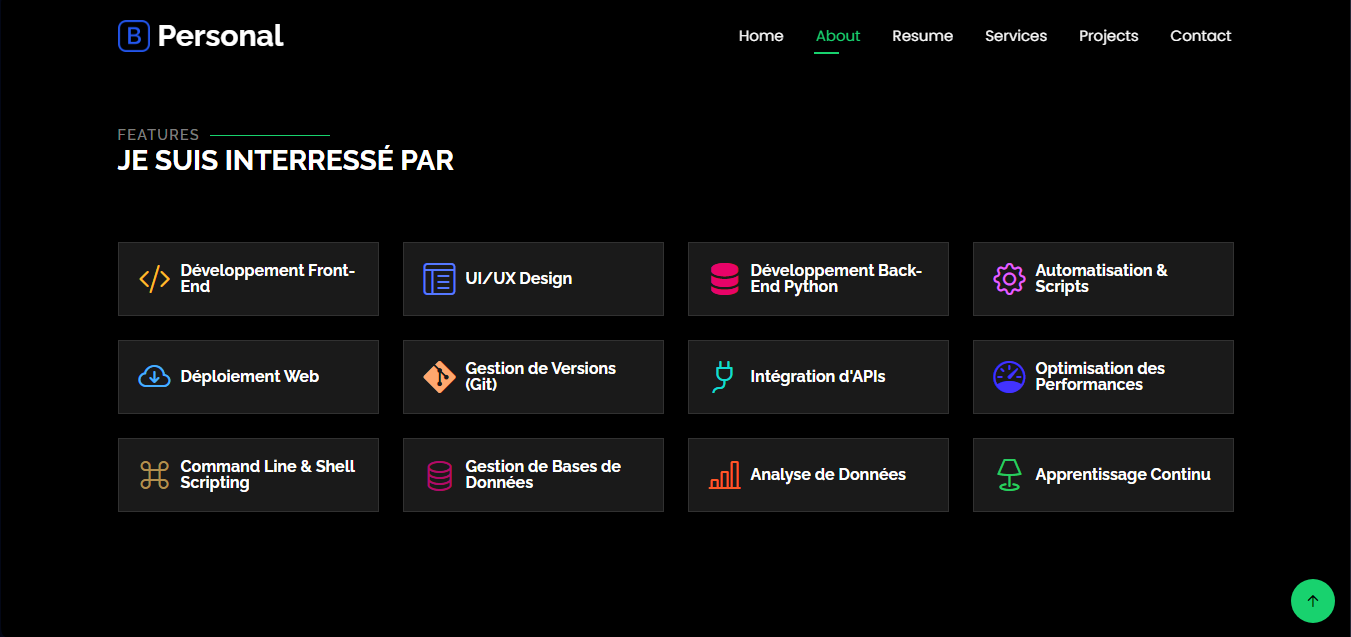 B Personal
Home About Resume Services Projects Contact
FEATURES
JE SUIS INTERRESSÉ PAR
Développement Front-
End
UI/UX Design
Développement Back-
End Python
Automatisation &
Scripts
Déploiement Web
Gestion de Versions
(Git)
Intégration d'APIs
Optimisation des
Performances
Command Line & Shell
Scripting
Gestion de Bases de
Données
Analyse de Données
Apprentissage Continu